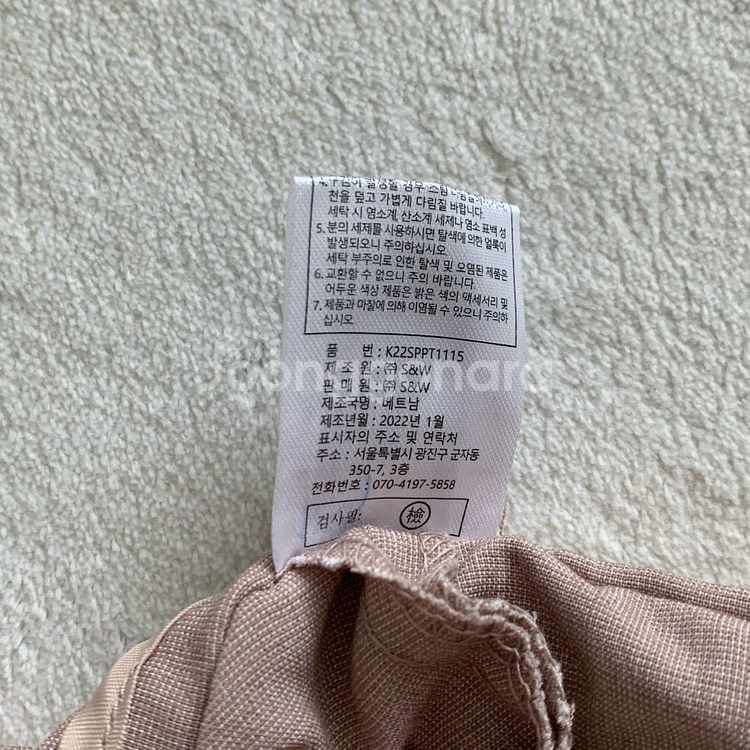 천을 덮고 가볍게 다림질 바랍니다.
세탁 시 염소계, 산소계 세제나 염소 표백 성
5. 분의 세제를 사용하시면 탈색에 의한 얼룩이
발생되오니 주의하십시오.
세탁 부주의로 인한 탈색 및 오염된 제품은
6. 교환할 수 없으니 주의 바랍니다.
어두운 색상 제품은 밝은 색의 액세서리 및
7. 제품과 마찰에 의해 이염될 수 있으니 주의하
십시오
품 번 : K22SPPT1115
제 조 원 : ㈜ S&W
판 매 원 : ㈜ S&W
제조국명 : 베트남
제조년월 : 2022년 1월
표시자의 주소 및 연락처
주소 : 서울특별시 광진구 군자동
350-7, 3층
전화번호 : 070-4197-5858
검사필: 檢